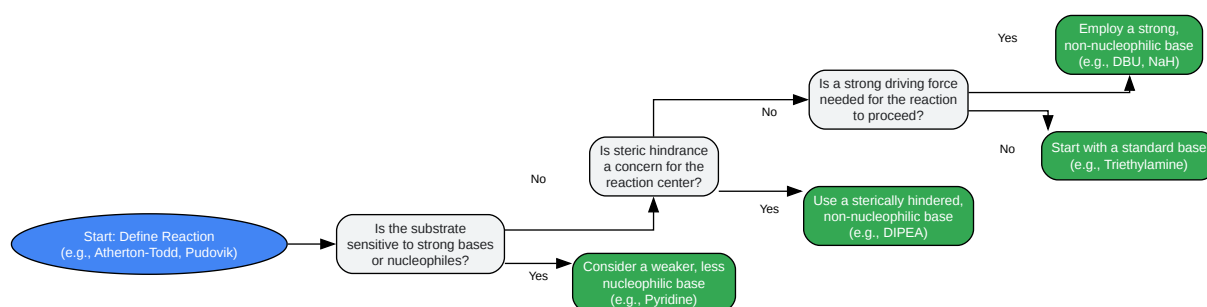 Start: Define Reaction
(e.g., Atherton-Todd, Pudovik)
Is the substrate
sensitive to strong bases
or nucleophiles?
Yes
Consider a weaker, less
nucleophilic base
(e.g., Pyridine)
No
Is steric hindrance
a concern for the
reaction center?
Yes
Use a sterically hindered,
non-nucleophilic base
(e.g., DIPEA)
No
Is a strong driving force
needed for the reaction
to proceed?
Yes
Employ a strong,
non-nucleophilic base
(e.g., DBU, NaH)
No
Start with a standard base
(e.g., Triethylamine)